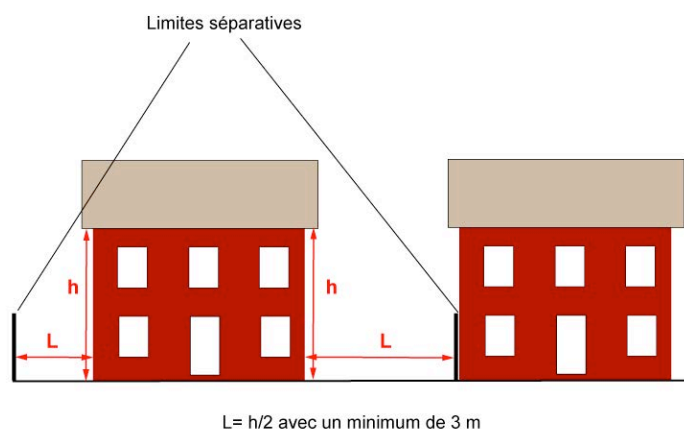 Limites séparatives
h
h
L
L
L= h/2 avec un minimum de 3 m